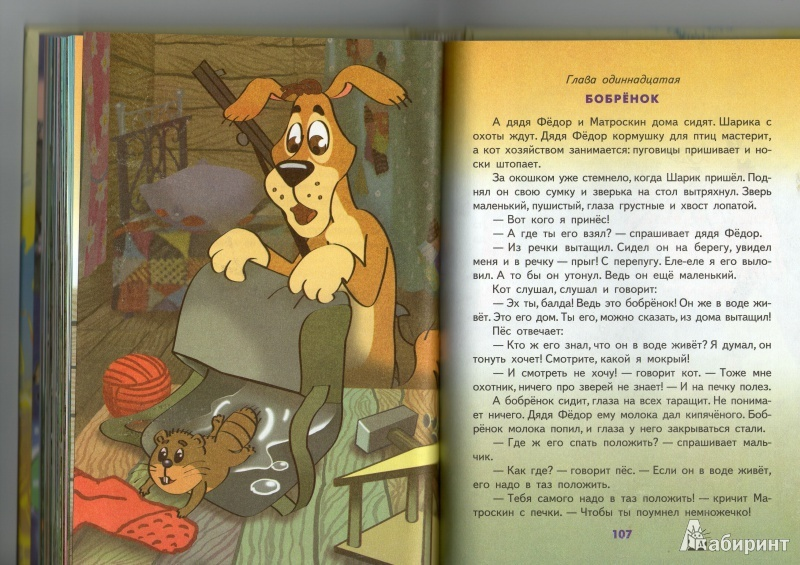 Глава одиннадцатая
БОБРЁНОК
А дядя Фёдор и Матроскин дома сидят. Шарика с
охоты ждут. Дядя Фёдор кормушку для птиц мастерит,
а кот хозяйством занимается: пуговицы пришивает и но-
ски штопает.
За окошком уже стемнело, когда Шарик пришёл. Под-
нял он свою сумку и зверька на стол вытряхнул. Зверь
маленький, пушистый, глаза грустные и хвост лопатой.
— Вот кого я принёс!
— А где ты его взял? — спрашивает дядя Фёдор.
— Из речки вытащил. Сидел он на берегу, увидел
меня и в речку — прыг! С перепугу. Еле-еле я его выло-
вил. А то бы он утонул. Ведь он ещё маленький.
Кот слушал, слушал и говорит:
— Эх ты, балда! Ведь это бобрёнок! Он же в воде жи-
вёт. Это его дом. Ты его, можно сказать, из дома вытащил!
Пёс отвечает:
— Кто ж его знал, что он в воде живёт? Я думал, он
тонуть хочет! Смотрите, какой я мокрый!
— И смотреть не хочу! — говорит кот. — Тоже мне
охотник, ничего про зверей не знает! — И на печку полез.
А бобрёнок сидит, глаза на всех таращит. Не понима-
ет ничего. Дядя Фёдор ему молока дал кипячёного. Боб-
рёнок молока попил, и глаза у него закрываться стали.
— Где ж его спать положить? — спрашивает маль-
чик.
— Как где? — говорит пёс. — Если он в воде живёт,
его надо в таз положить.
— Тебя самого надо в таз положить! — кричит Ма-
троскин с печки. — Чтобы ты поумнел немножечко!
107
Лабиринт